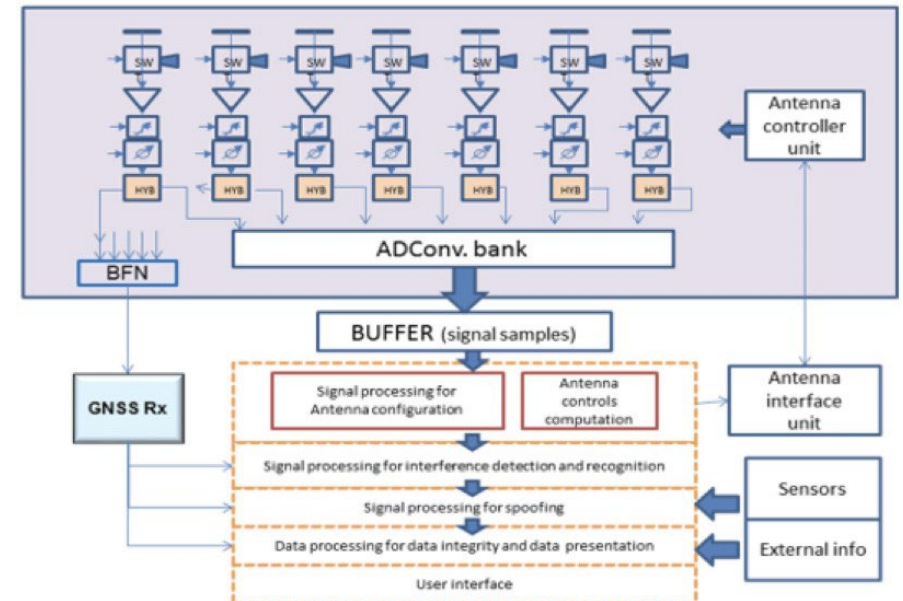 SW SW SW SW SW SW SW
HYB HYB HYB HYB HYB HYB HYB
Antenna
controller
unit
ADConv. bank
BFN
BUFFER (signal samples)
GNSS Rx
Signal processing for
Antenna configuration
Antenna
controls
computation
Antenna
interface
unit
Signal processing for interference detection and recognition
Signal processing for spoofing
Data processing for data integrity and data presentation
User interface
Sensors
External info